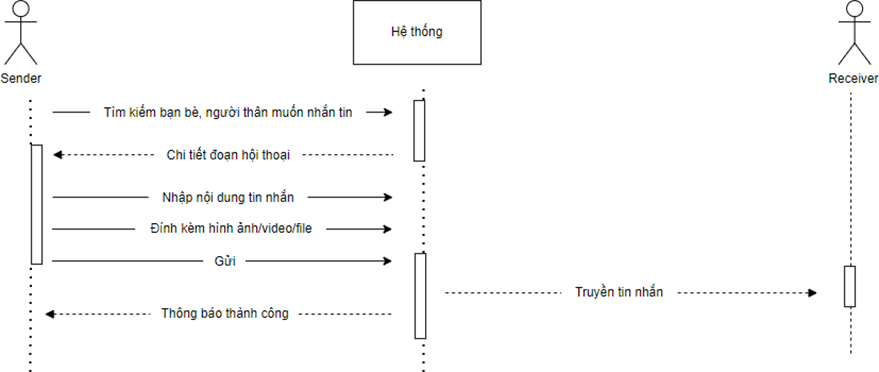 Hệ thống
Sender
Receiver
Tìm kiếm bạn bè, người thân muốn nhắn tin
Chi tiết đoạn hội thoại
Nhập nội dung tin nhắn
Đính kèm hình ảnh/video/file
Gửi
Truyền tin nhắn
Thông báo thành công